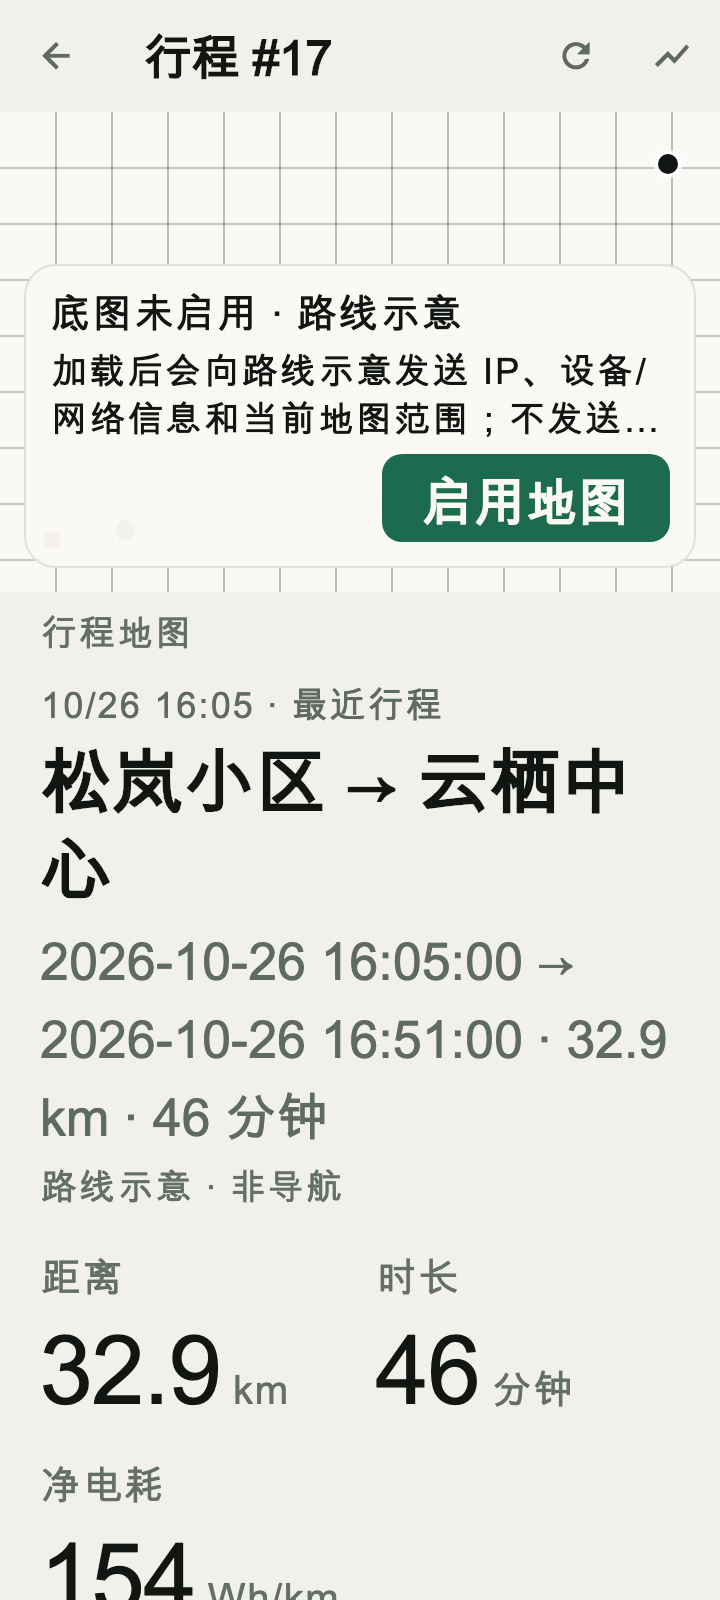 行程 #17
底图未启用 · 路线示意
加载后会向路线示意发送 IP、设备/
网络信息和当前地图范围；不发送…
启用地图
行程地图
10/26 16:05 · 最近行程
松岚小区 → 云栖中
心
2026-10-26 16:05:00 →
2026-10-26 16:51:00 · 32.9
km · 46 分钟
路线示意 · 非导航
距离
时长
32.9 km
46 分钟
净电耗
154 Wh/km